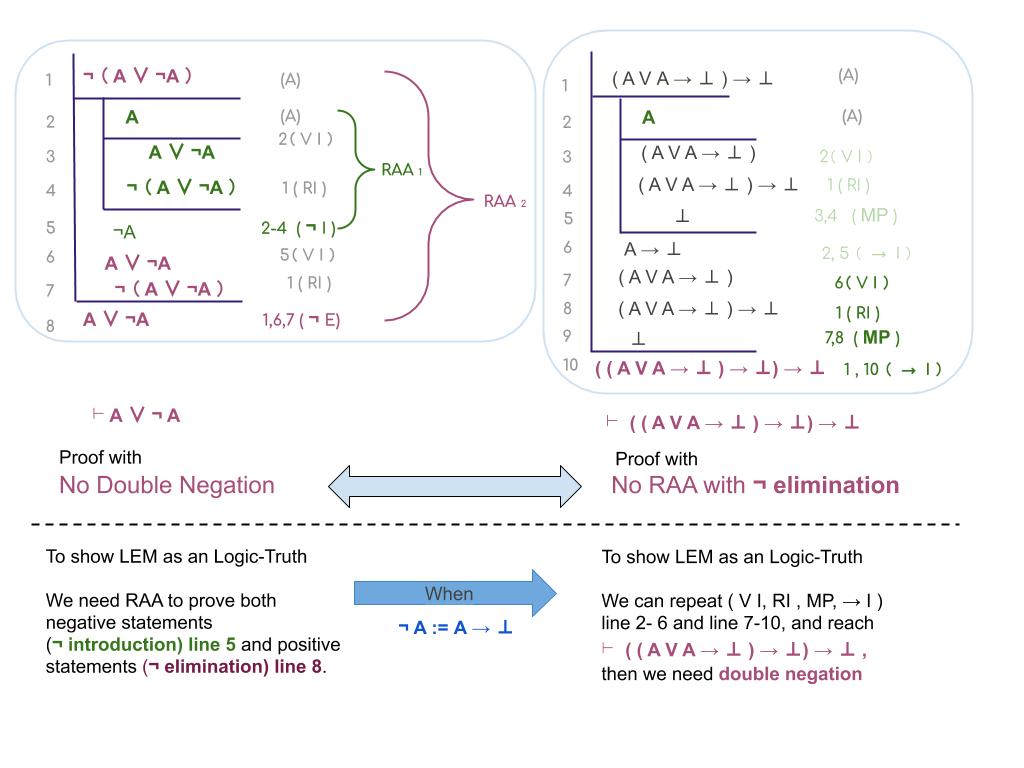 1 ¬ ( A ∨ ¬A ) (A)
2 A (A)
3 A ∨ ¬A 2( V I )
4 ¬ ( A ∨ ¬A ) 1 ( RI )
5 ¬A 2-4 ( ¬ I )
6 A ∨ ¬A 5( V I )
7 ¬ ( A ∨ ¬A ) 1 ( RI )
8 A ∨ ¬A 1,6,7 ( ¬ E)
RAA 1
RAA 2
⊢ A ∨ ¬ A
Proof with
No Double Negation
1 ( A V A → ⊥ ) → ⊥ (A)
2 A (A)
3 ( A V A → ⊥ ) 2( V I )
4 ( A V A → ⊥ ) → ⊥ 1 ( RI )
5 ⊥ 3,4 ( MP )
6 A → ⊥ 2, 5 ( → I )
7 ( A V A → ⊥ ) 6( V I )
8 ( A V A → ⊥ ) → ⊥ 1 ( RI )
9 ⊥ 7,8 ( MP )
10 ( ( A V A → ⊥ ) → ⊥) → ⊥ 1 , 10 ( → I )
⊢ ( ( A V A → ⊥ ) → ⊥) → ⊥
Proof with
No RAA with ¬ elimination
To show LEM as an Logic-Truth
We need RAA to prove both
negative statements
(¬ introduction) line 5 and positive
statements (¬ elimination) line 8.
When
¬ A := A → ⊥
To show LEM as an Logic-Truth
We can repeat ( V I, RI , MP, → I )
line 2- 6 and line 7-10, and reach
⊢ ( ( A V A → ⊥ ) → ⊥) → ⊥ ,
then we need double negation